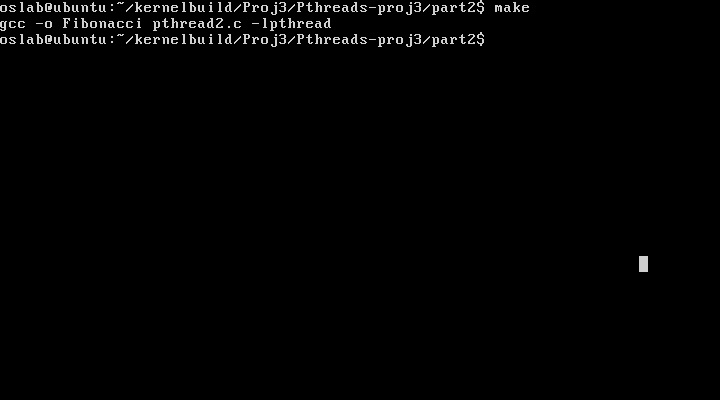 oslab@ubuntu:~/kernelbuild/Proj3/Pthreads-proj3/part2$ make
gcc -o Fibonacci pthread2.c -lpthread
oslab@ubuntu:~/kernelbuild/Proj3/Pthreads-proj3/part2$